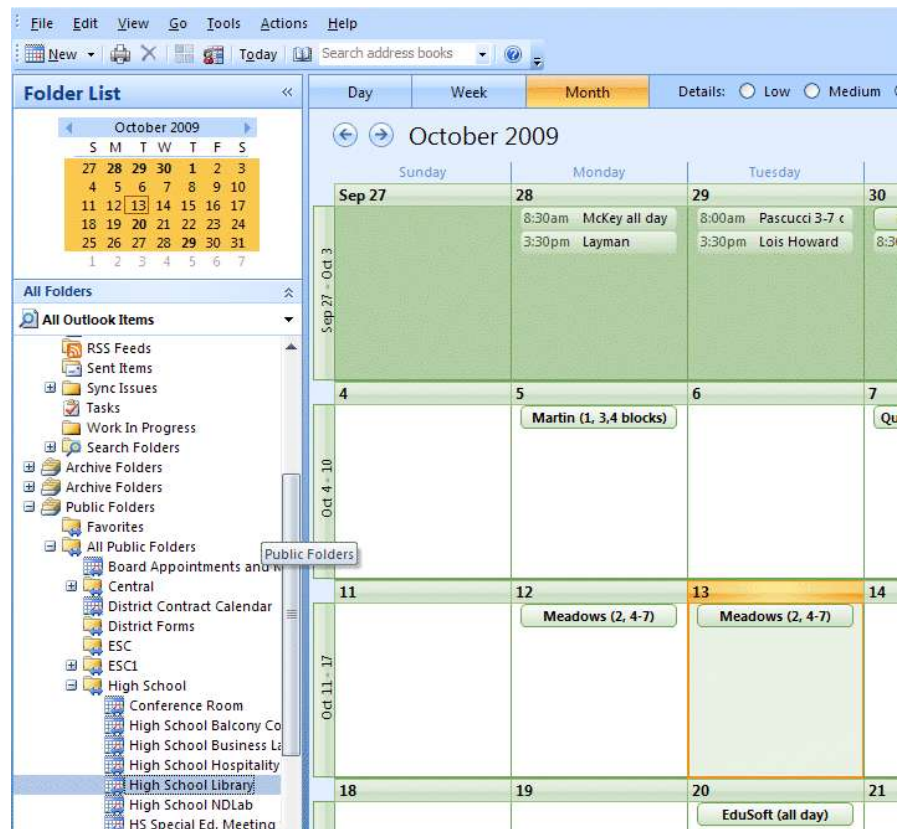 File Edit View Go Tools Actions Help
New Today Search address books
Folder List «
October 2009
S M T W T F S
27 28 29 30 1 2 3
4 5 6 7 8 9 10
11 12 13 14 15 16 17
18 19 20 21 22 23 24
25 26 27 28 29 30 31
1 2 3 4 5 6 7
All Folders
All Outlook Items
RSS Feeds
Sent Items
Sync Issues
Tasks
Work In Progress
Search Folders
Archive Folders
Archive Folders
Public Folders
Favorites
All Public Folders
Public Folders
Board Appointments and
Central
District Contract Calendar
District Forms
ESC
ESC1
High School
Conference Room
High School Balcony Co
High School Business La
High School Hospitality
High School Library
High School NDLab
HS Special Ed. Meeting
Day Week Month Details: Low Medium
October 2009
Sunday Monday Tuesday
Sep 27 28 29 30
8:30am McKey all day 8:00am Pascucci 3-7 c
3:30pm Layman 3:30pm Lois Howard 8:3
Sep 27 - Oct 3
4 5 6 7
Martin (1, 3,4 blocks) Qu
Oct 4 - 10
11 12 13 14
Meadows (2, 4-7) Meadows (2, 4-7)
Oct 11 - 17
18 19 20 21
EduSoft (all day)